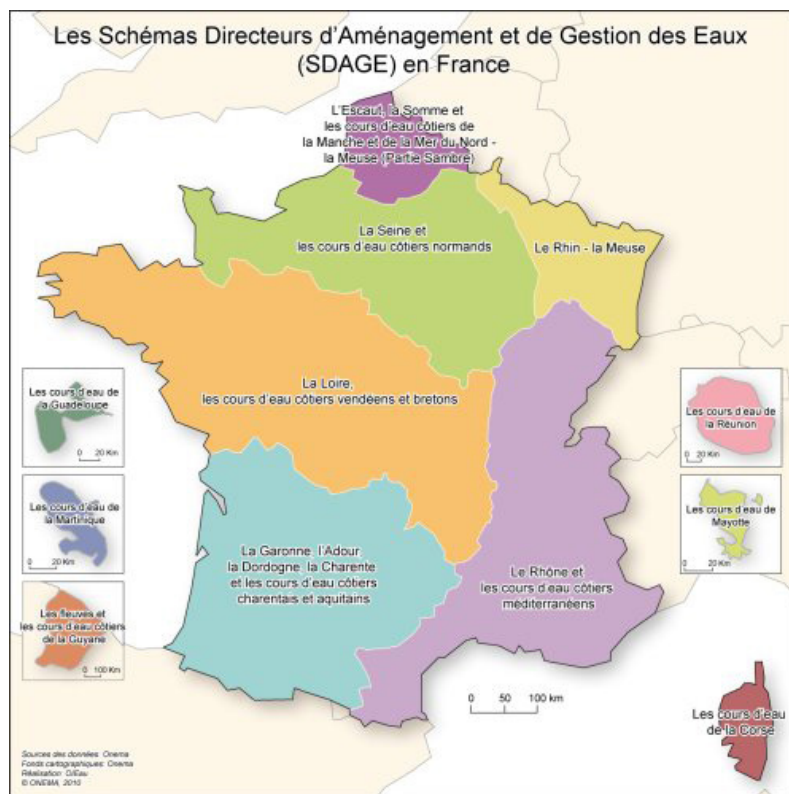 Les Schémas Directeurs d'Aménagement et de Gestion des Eaux
(SDAGE) en France
L'Escaut, la Somme et
les cours d'eau côtiers de
la Manche et de la Mer du Nord -
la Meuse (Partie Sambre)
La Seine et
les cours d'eau côtiers normands
Le Rhin - la Meuse
La Loire,
les cours d'eau côtiers vendéens et bretons
Les cours d'eau de
la Guadeloupe
0 20 Km
Les cours d'eau de
la Réunion
0 20 Km
Les cours d'eau de
la Martinique
0 20 Km
Les cours d'eau de
Mayotte
0 20 Km
La Garonne, l'Adour,
la Dordogne, la Charente
et les cours d'eau côtiers
charentais et aquitains
Le Rhône et
les cours d'eau côtiers
méditerranéens
Les fleuves et
les cours d'eau côtiers
de la Guyane
0 100 Km
0 50 100 km
Les cours d'eau
de la Corse
Sources des données: Onema
Fonds cartographiques: Onema
Réalisation: OIEau
© ONEMA, 2010